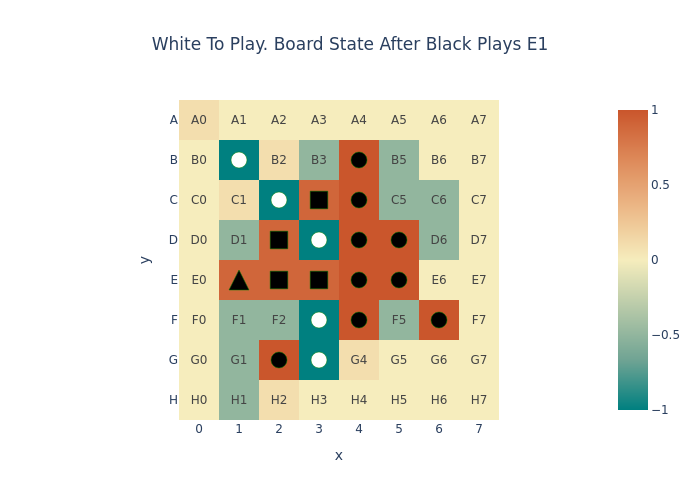 White To Play. Board State After Black Plays E1
A A0 A1 A2 A3 A4 A5 A6 A7
B B0 B2 B3 B5 B6 B7
C C0 C1 C5 C6 C7
D D0 D1 D6 D7
E E0 E6 E7
F F0 F1 F2 F5 F7
G G0 G1 G4 G5 G6 G7
H H0 H1 H2 H3 H4 H5 H6 H7
0 1 2 3 4 5 6 7
x
y
1
0.5
0
−0.5
−1